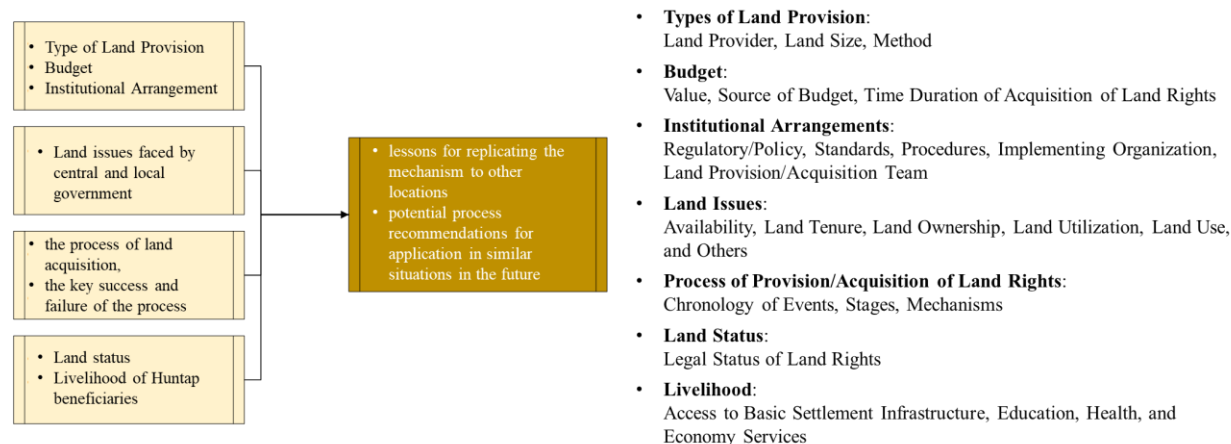 • Type of Land Provision
• Budget
• Institutional Arrangement
• Land issues faced by
central and local
government
• the process of land
acquisition,
• the key success and
failure of the process
• Land status
• Livelihood of Huntap
beneficiaries
• lessons for replicating the
mechanism to other
locations
• potential process
recommendations for
application in similar
situations in the future
• Types of Land Provision:
Land Provider, Land Size, Method
• Budget:
Value, Source of Budget, Time Duration of Acquisition of Land Rights
• Institutional Arrangements:
Regulatory/Policy, Standards, Procedures, Implementing Organization,
Land Provision/Acquisition Team
• Land Issues:
Availability, Land Tenure, Land Ownership, Land Utilization, Land Use,
and Others
• Process of Provision/Acquisition of Land Rights:
Chronology of Events, Stages, Mechanisms
• Land Status:
Legal Status of Land Rights
• Livelihood:
Access to Basic Settlement Infrastructure, Education, Health, and
Economy Services